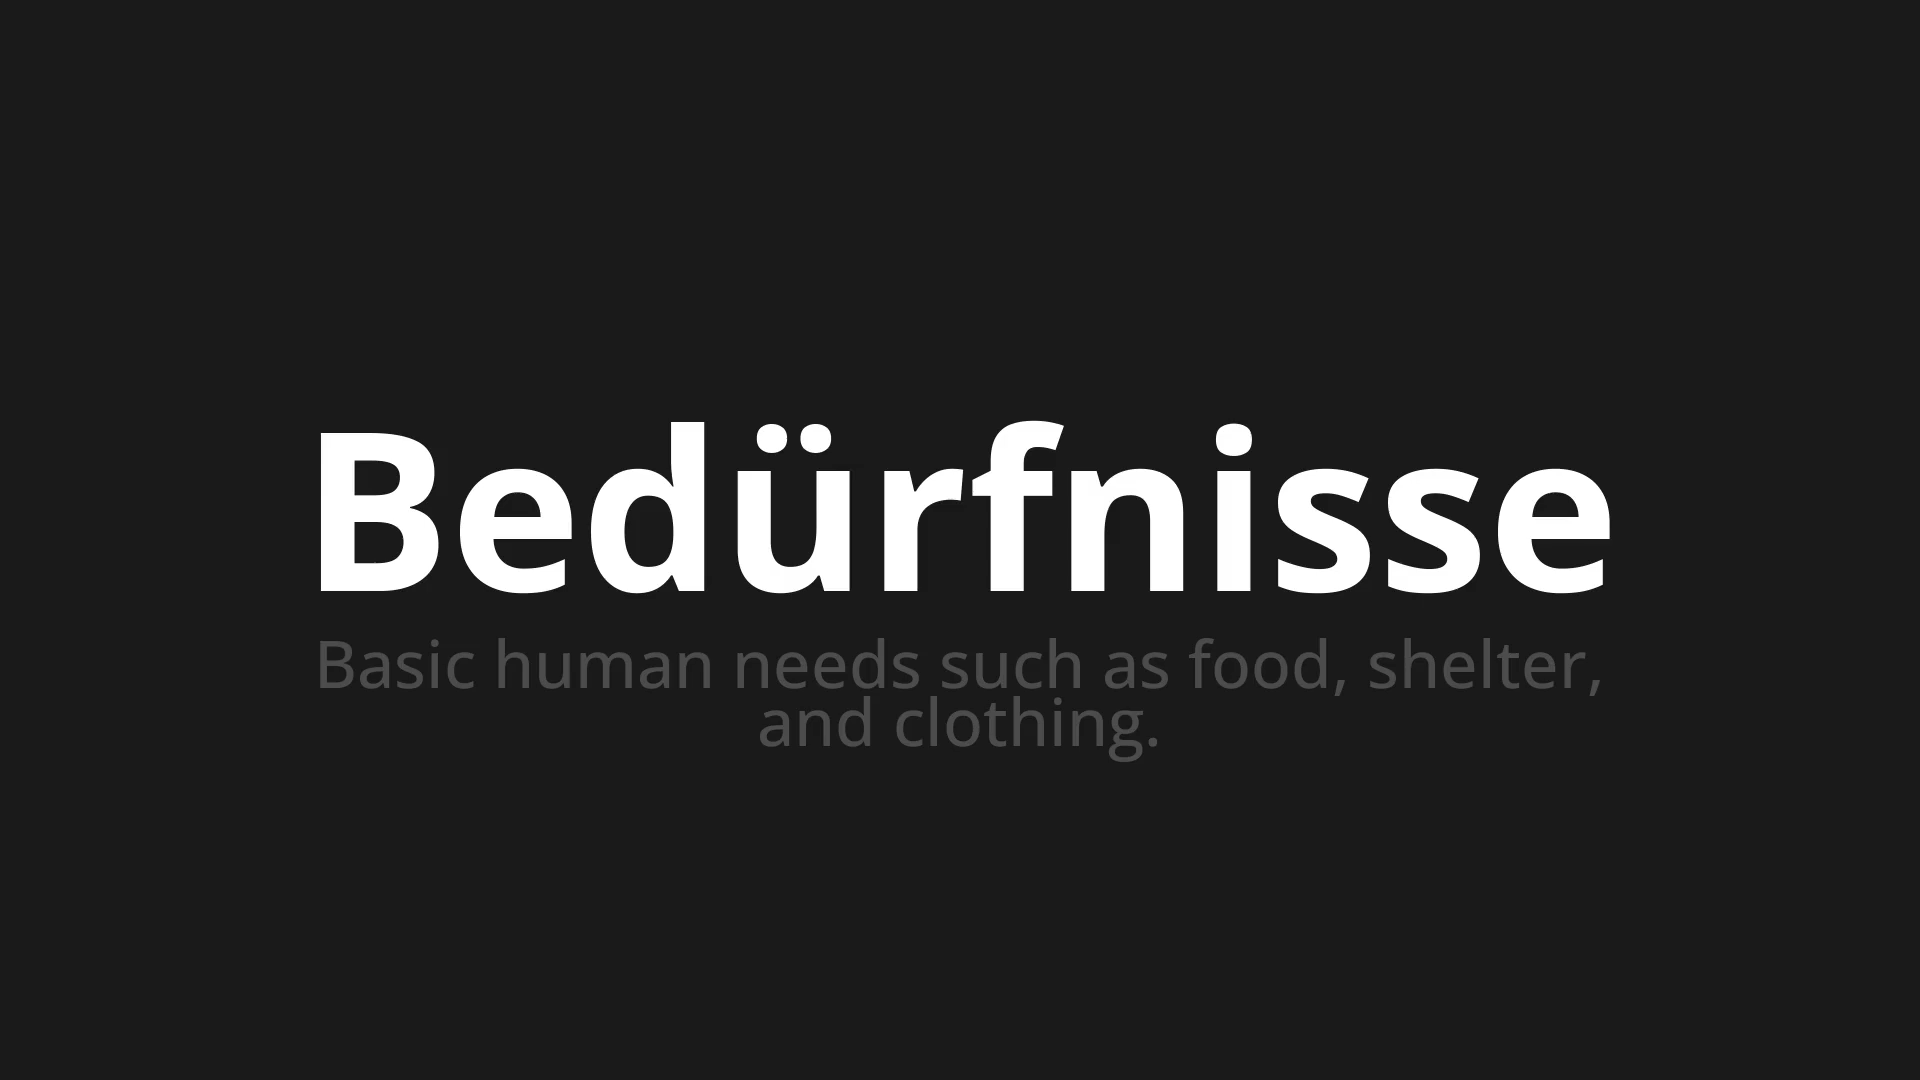 Bedürfnisse
Basic human needs such as food, shelter,
and clothing.